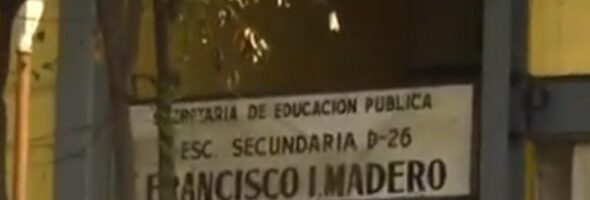 SECRETARIA DE EDUCACION PUBLICA
ESC. SECUNDARIA D-26
FRANCISCO I. MADERO